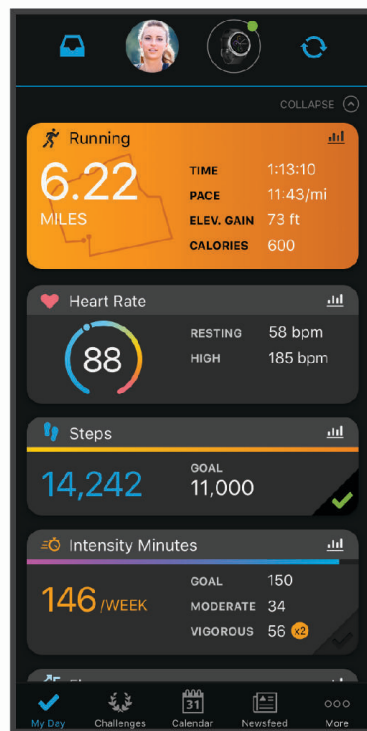 COLLAPSE
Running
6.22
MILES
TIME 1:13:10
PACE 11:43/mi
ELEV. GAIN 73 ft
CALORIES 600
Heart Rate
88
RESTING 58 bpm
HIGH 185 bpm
Steps
14,242
GOAL
11,000
Intensity Minutes
146 /WEEK
GOAL 150
MODERATE 34
VIGOROUS 56 x2
31
My Day Challenges Calendar Newsfeed More